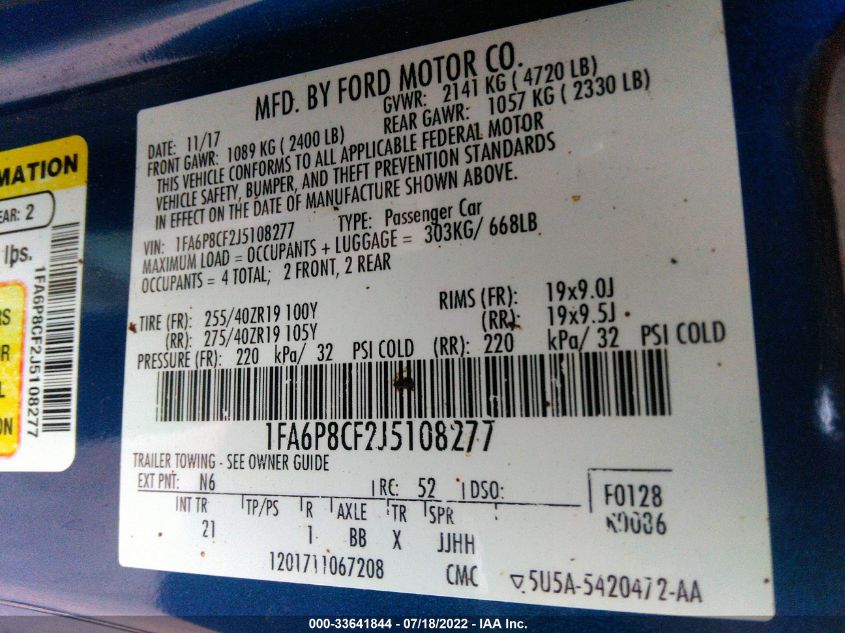 MATION
EAR: 2
lbs.
1FA6P8CF2J5108277
RS
R
L
ON
MFD. BY FORD MOTOR CO.
DATE: 11/17 GVWR: 2141 KG ( 4720 LB)
FRONT GAWR: 1089 KG ( 2400 LB) REAR GAWR: 1057 KG ( 2330 LB)
THIS VEHICLE CONFORMS TO ALL APPLICABLE FEDERAL MOTOR
VEHICLE SAFETY, BUMPER, AND THEFT PREVENTION STANDARDS
IN EFFECT ON THE DATE OF MANUFACTURE SHOWN ABOVE.
VIN: 1FA6P8CF2J5108277 TYPE: Passenger Car
MAXIMUM LOAD = OCCUPANTS + LUGGAGE = 303KG/ 668LB
OCCUPANTS = 4 TOTAL; 2 FRONT, 2 REAR
TIRE (FR): 255/40ZR19 100Y RIMS (FR): 19x9.0J
(RR): 275/40ZR19 105Y (RR): 19x9.5J
PRESSURE (FR): 220 kPa/ 32 PSI COLD (RR): 220 kPa/ 32 PSI COLD
1FA6P8CF2J5108277
TRAILER TOWING - SEE OWNER GUIDE
EXT PNT: N6 RC: 52 DSO: F0128
INT TR TP/PS R AXLE TR SPR
21 1 BB X JJHH
1201711067208 CMC 5U5A-5420472-AA
000-33641844 / 07/18/2022 - IAA Inc.